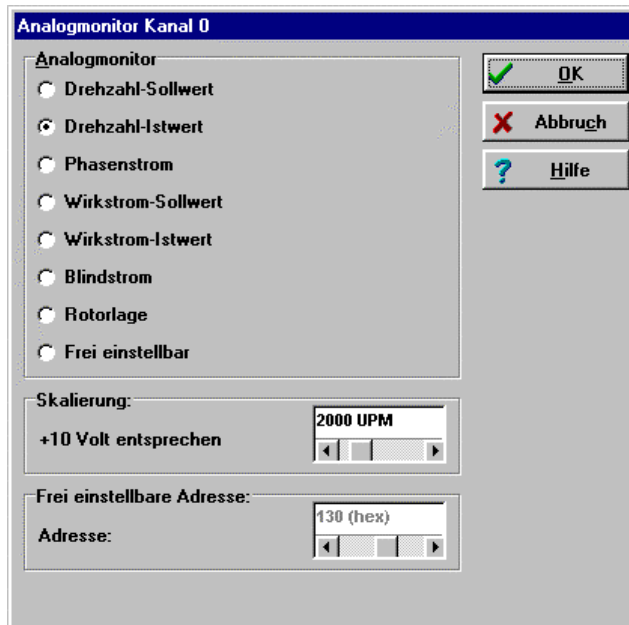 Analogmonitor Kanal 0
Analogmonitor
Drehzahl-Sollwert
Drehzahl-Istwert
Phasenstrom
Wirkstrom-Sollwert
Wirkstrom-Istwert
Blindstrom
Rotorlage
Frei einstellbar
OK
Abbruch
Hilfe
Skalierung:
+10 Volt entsprechen
2000 UPM
Frei einstellbare Adresse:
Adresse:
130 (hex)